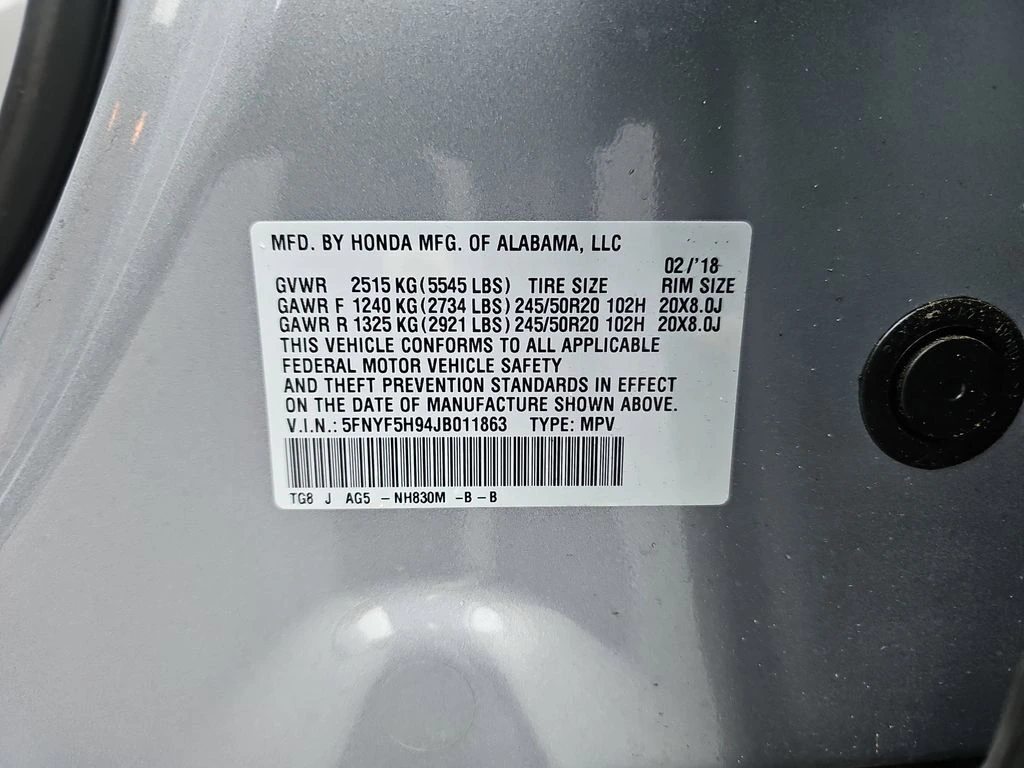 MFD. BY HONDA MFG. OF ALABAMA, LLC
02/'18
GVWR 2515 KG(5545 LBS) TIRE SIZE RIM SIZE
GAWR F 1240 KG(2734 LBS) 245/50R20 102H 20X8.0J
GAWR R 1325 KG(2921 LBS) 245/50R20 102H 20X8.0J
THIS VEHICLE CONFORMS TO ALL APPLICABLE
FEDERAL MOTOR VEHICLE SAFETY
AND THEFT PREVENTION STANDARDS IN EFFECT
ON THE DATE OF MANUFACTURE SHOWN ABOVE.
V.I.N.: 5FNYF5H94JB011863 TYPE: MPV
TG8 J AG5 - NH830M - B - B